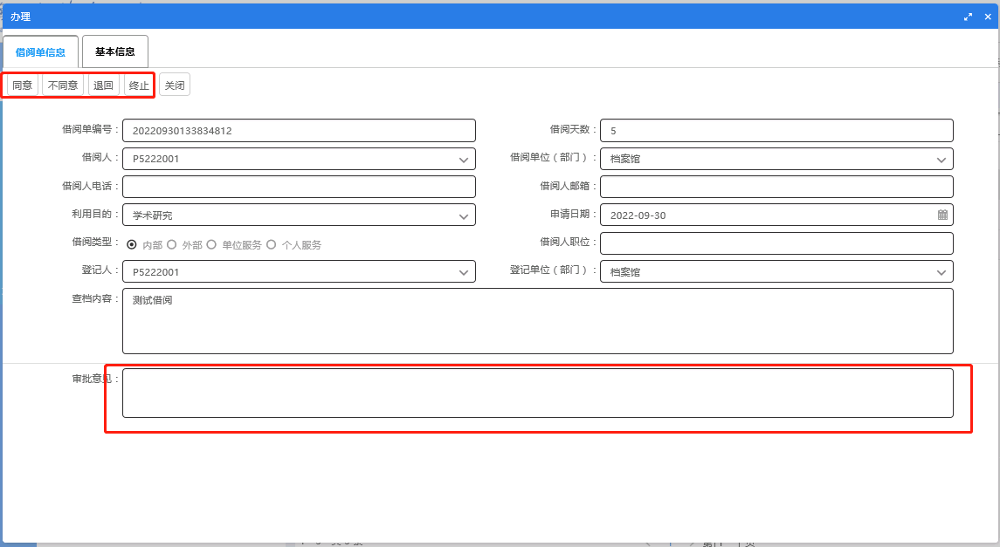 办理
借阅单信息 基本信息
同意 不同意 退回 终止 关闭
借阅单编号： 20220930133834812 借阅天数： 5
借阅人： P5222001 借阅单位（部门）： 档案馆
借阅人电话： 借阅人邮箱：
利用目的： 学术研究 申请日期： 2022-09-30
借阅类型： 内部 外部 单位服务 个人服务 借阅人职位：
登记人： P5222001 登记单位（部门）： 档案馆
查档内容： 测试借阅
审批意见：